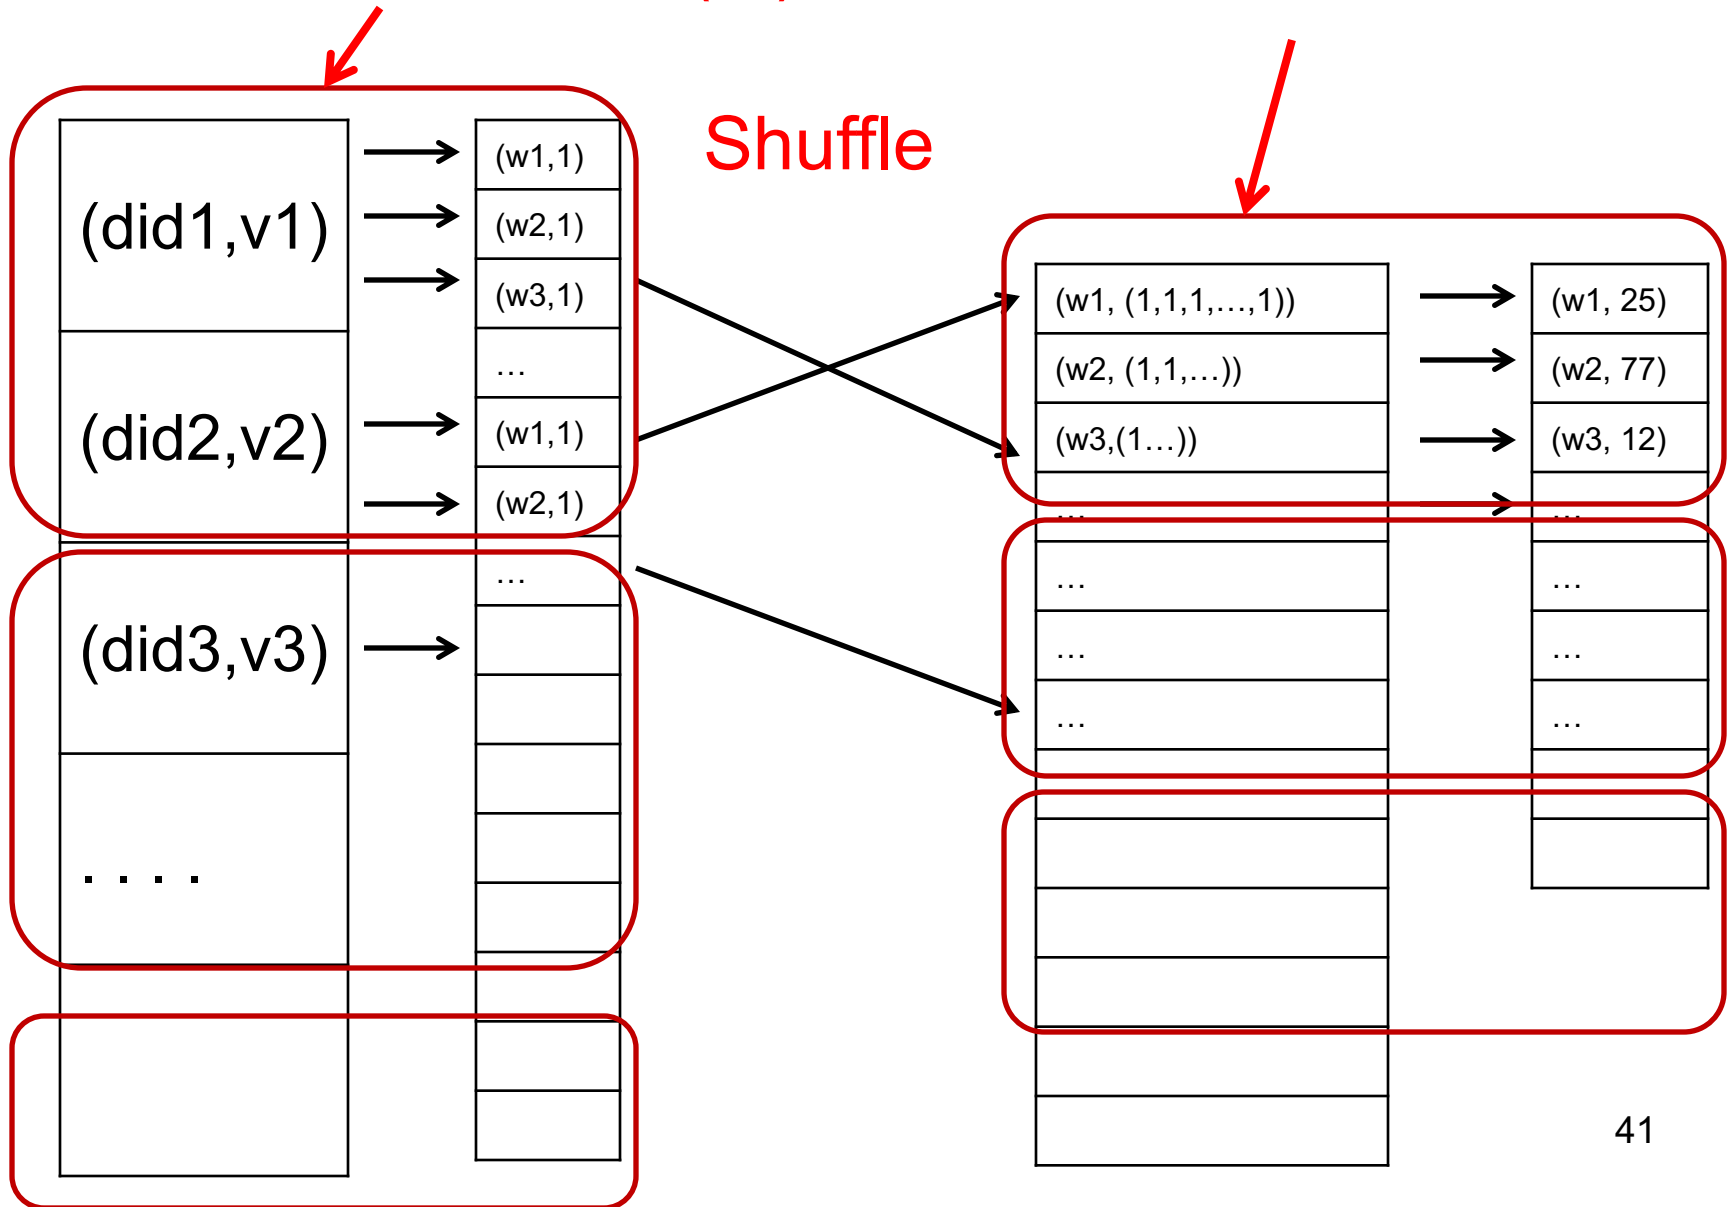 Shuffle
(did1,v1)
(did2,v2)
(did3,v3)
. . . .
(w1,1)
(w2,1)
(w3,1)
…
(w1,1)
(w2,1)
…
(w1, (1,1,1,…,1))
(w2, (1,1,…))
(w3,(1…))
…
…
…
…
(w1, 25)
(w2, 77)
(w3, 12)
…
…
…
…
41